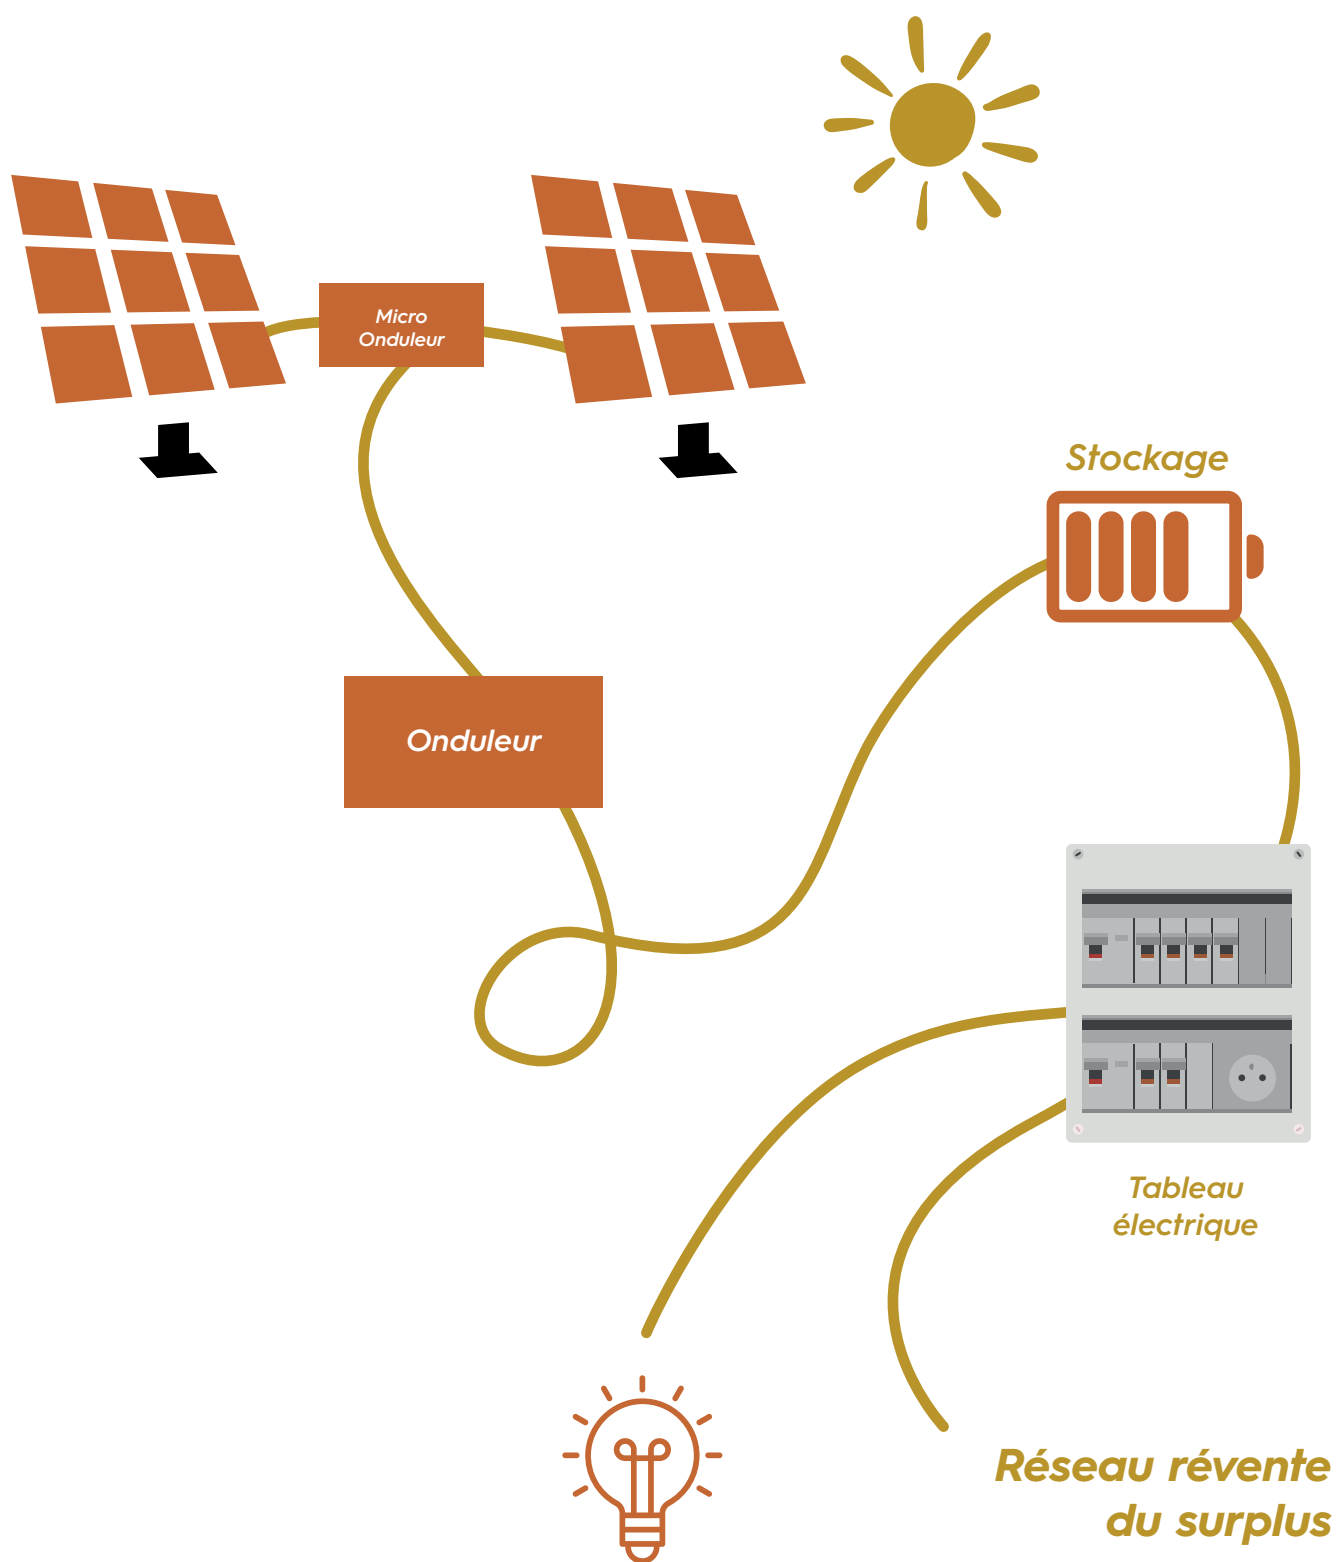 Micro
Onduleur
Stockage
Onduleur
Tableau
électrique
Réseau révente
du surplus